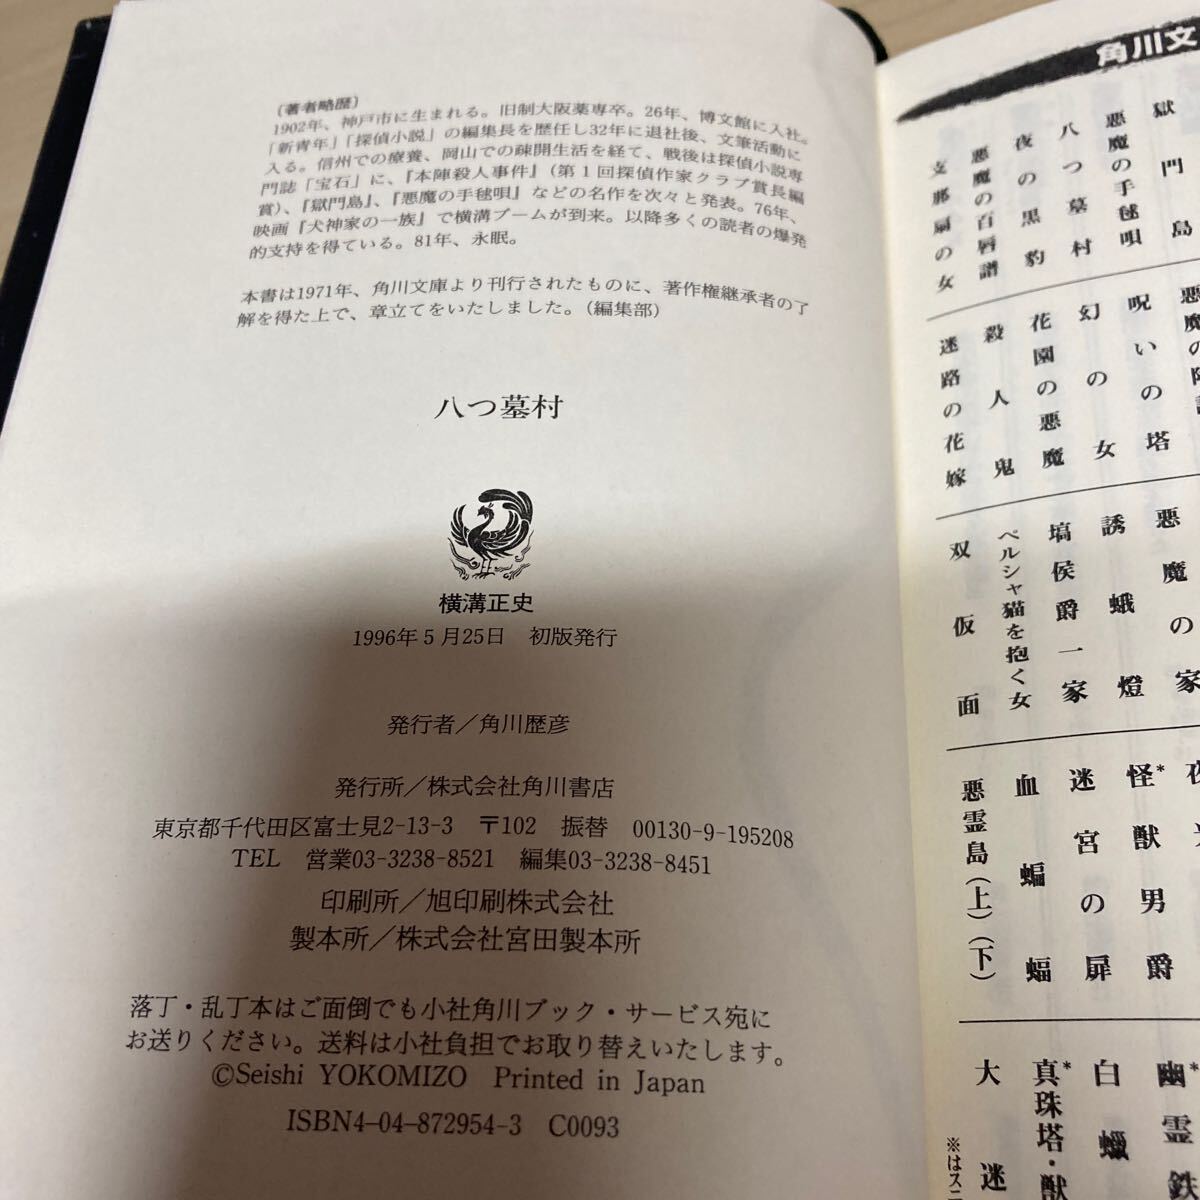 (著者略歴)
1902年、神戸市に生まれる。旧制大阪薬専卒。26年、博文館に入社。
「新青年」「探偵小説」の編集長を歴任し32年に退社後、文筆活動に
入る。信州での療養、岡山での疎開生活を経て、戦後は探偵小説専
門誌「宝石」に、『本陣殺人事件』(第1回探偵作家クラブ賞長編
賞)、『獄門島』、『悪魔の手毬唄』などの名作を次々と発表。76年、
映画『犬神家の一族』で横溝ブームが到来。以降多くの読者の爆発
的支持を得ている。81年、永眠。
本書は1971年、角川文庫より刊行されたものに、著作権継承者の了
解を得た上で、章立てをいたしました。(編集部)
八つ墓村
横溝正史
1996年5月25日 初版発行
発行者/角川歴彦
発行所/株式会社角川書店
東京都千代田区富士見2-13-3 〒102 振替 00130-9-195208
TEL 営業03-3238-8521 編集03-3238-8451
印刷所/旭印刷株式会社
製本所/株式会社宮田製本所
落丁・乱丁本はご面倒でも小社角川ブック・サービス宛に
お送りください。送料は小社負担でお取り替えいたします。
©Seishi YOKOMIZO Printed in Japan
ISBN4-04-872954-3 C0093
角川文
獄門島
悪魔の手毬唄
八つ墓村
夜の黒豹
悪魔の百唇譜
支那扇の女
呪いの塔
幻の女
花園の悪魔
殺人鬼
迷路の花嫁
悪魔の家
誘蛾燈
塙侯爵一家
ペルシャ猫を抱く女
双仮面
怪*獣男爵
迷宮の扉
血蝙蝠
悪霊島(上)(下)
幽*霊鉄
白蠟
真*珠塔・獣
大迷
※はスニ